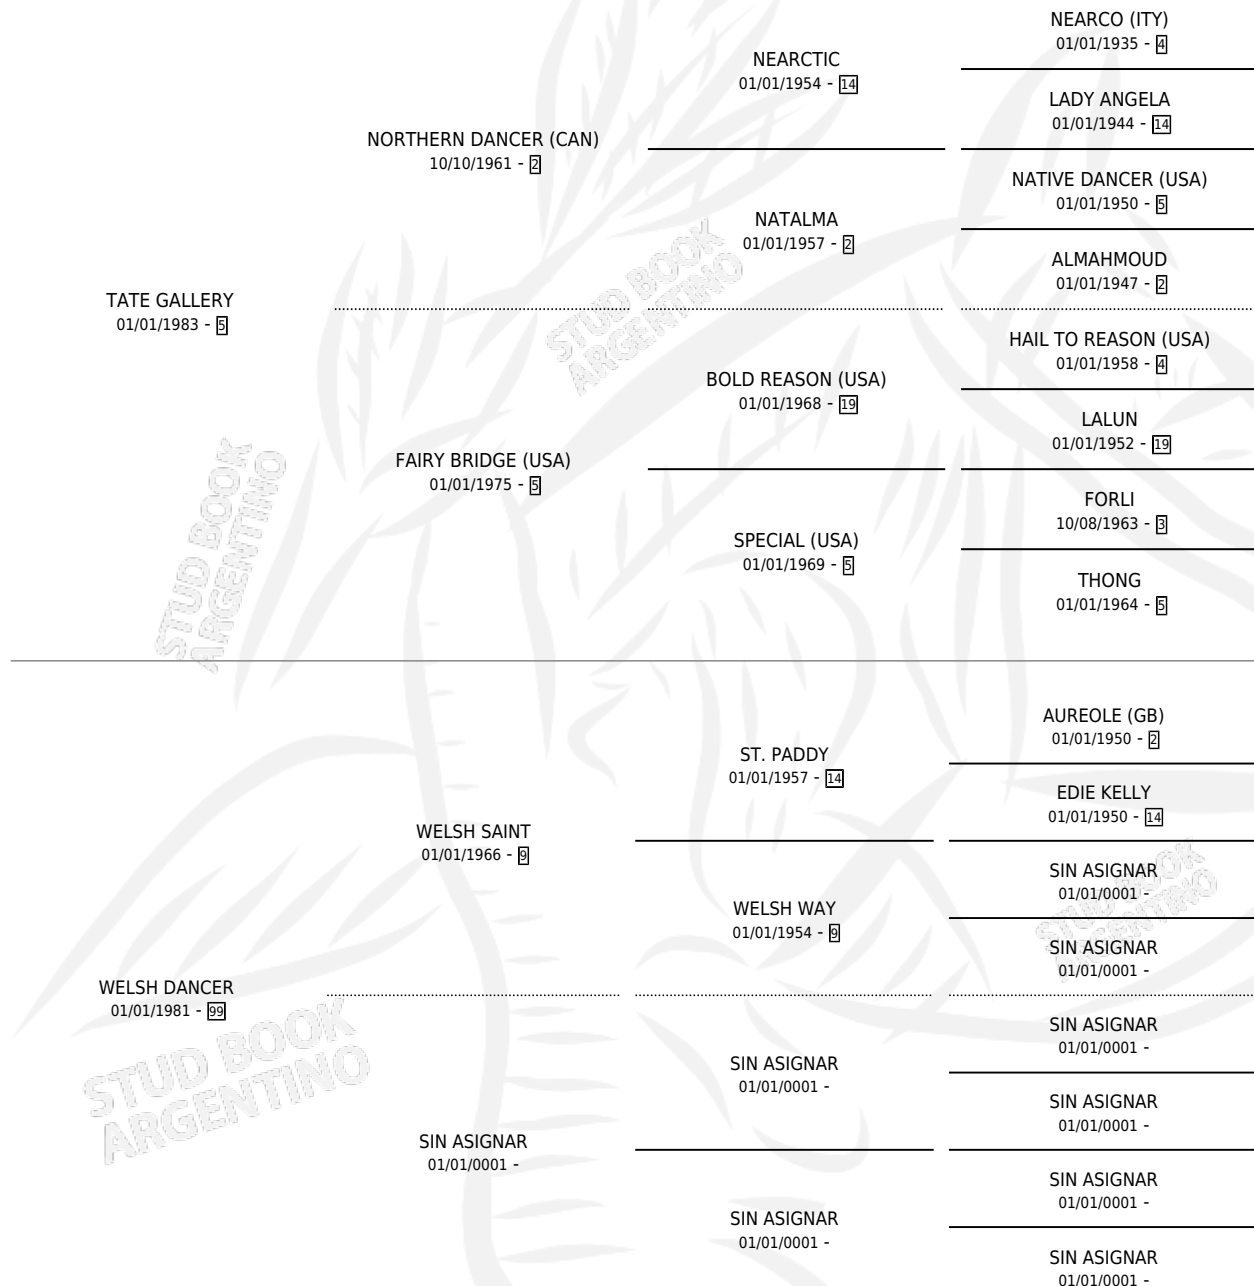 NEARCO (ITY)
01/01/1935 - 4
NEARCTIC
01/01/1954 - 14
LADY ANGELA
01/01/1944 - 14
NORTHERN DANCER (CAN)
10/10/1961 - 2
NATIVE DANCER (USA)
01/01/1950 - 5
NATALMA
01/01/1957 - 2
ALMAHMOUD
01/01/1947 - 2
TATE GALLERY
01/01/1983 - 5
STUD BOOK
ARGENTINO
HAIL TO REASON (USA)
01/01/1958 - 4
BOLD REASON (USA)
01/01/1968 - 19
LALUN
01/01/1952 - 19
FAIRY BRIDGE (USA)
01/01/1975 - 5
FORLI
10/08/1963 - 3
SPECIAL (USA)
01/01/1969 - 5
THONG
01/01/1964 - 5
STUD BOOK
ARGENTINO
AUREOLE (GB)
01/01/1950 - 2
ST. PADDY
01/01/1957 - 14
EDIE KELLY
01/01/1950 - 14
WELSH SAINT
01/01/1966 - 9
SIN ASIGNAR
01/01/0001 -
WELSH WAY
01/01/1954 - 9
STUD BOOK
ARGENTINO
SIN ASIGNAR
01/01/0001 -
WELSH DANCER
01/01/1981 - 99
STUD BOOK
ARGENTINO
SIN ASIGNAR
01/01/0001 -
SIN ASIGNAR
01/01/0001 -
SIN ASIGNAR
01/01/0001 -
SIN ASIGNAR
01/01/0001 -
SIN ASIGNAR
01/01/0001 -
SIN ASIGNAR
01/01/0001 -
SIN ASIGNAR
01/01/0001 -